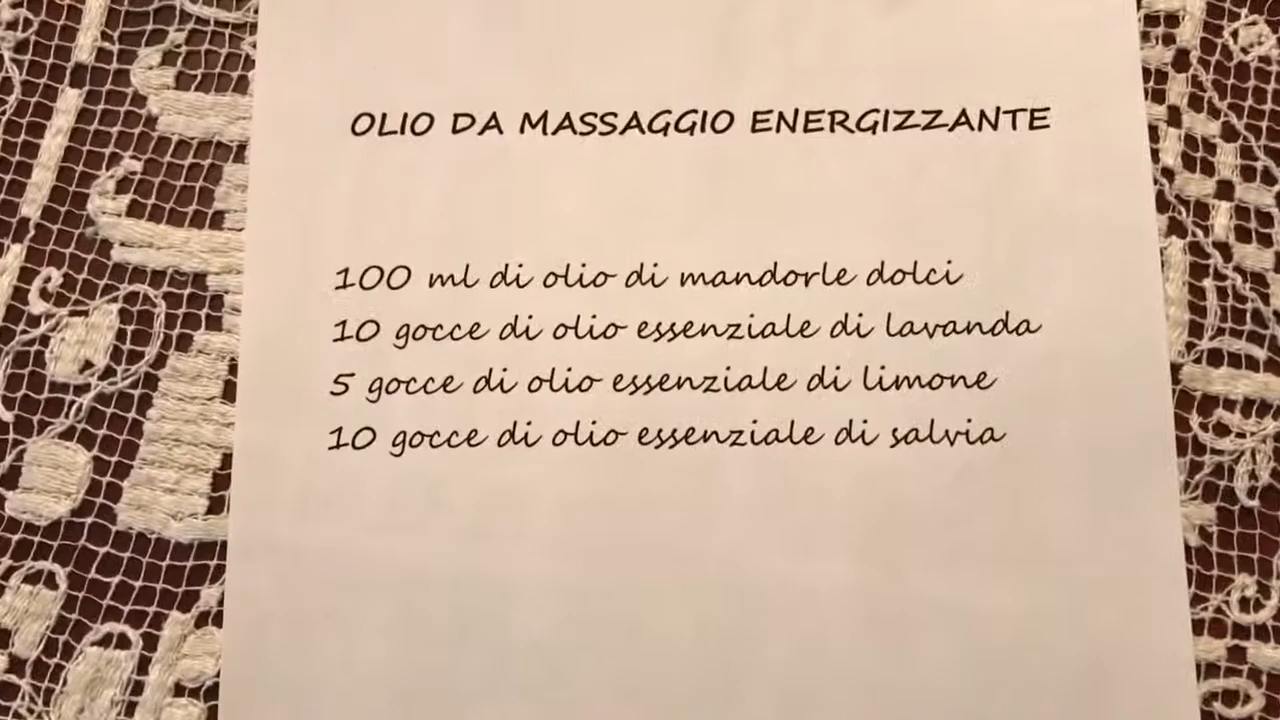 OLIO DA MASSAGGIO ENERGIZZANTE
100 ml di olio di mandorle dolci
10 gocce di olio essenziale di lavanda
5 gocce di olio essenziale di limone
10 gocce di olio essenziale di salvia